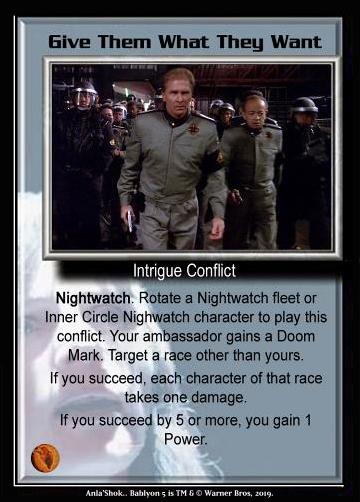 Give Them What They Want
Intrigue Conflict
Nightwatch. Rotate a Nightwatch fleet or
Inner Circle Nighwatch character to play this
conflict. Your ambassador gains a Doom
Mark. Target a race other than yours.
If you succeed, each character of that race
takes one damage.
If you succeed by 5 or more, you gain 1
Power.
Anla'Shok.. Bablyon 5 is TM & © Warner Bros, 2019.